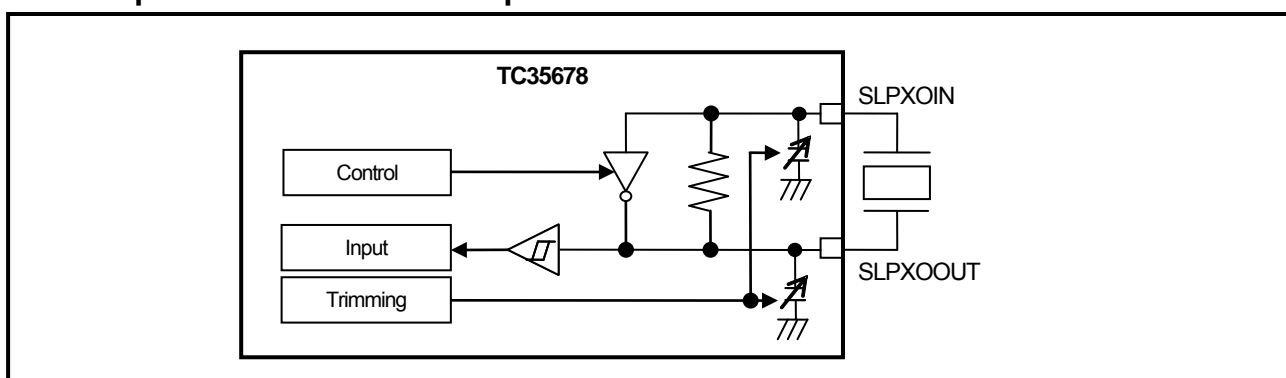 TC35678
SLPXOIN
Control
Input
SLPXOOUT
Trimming